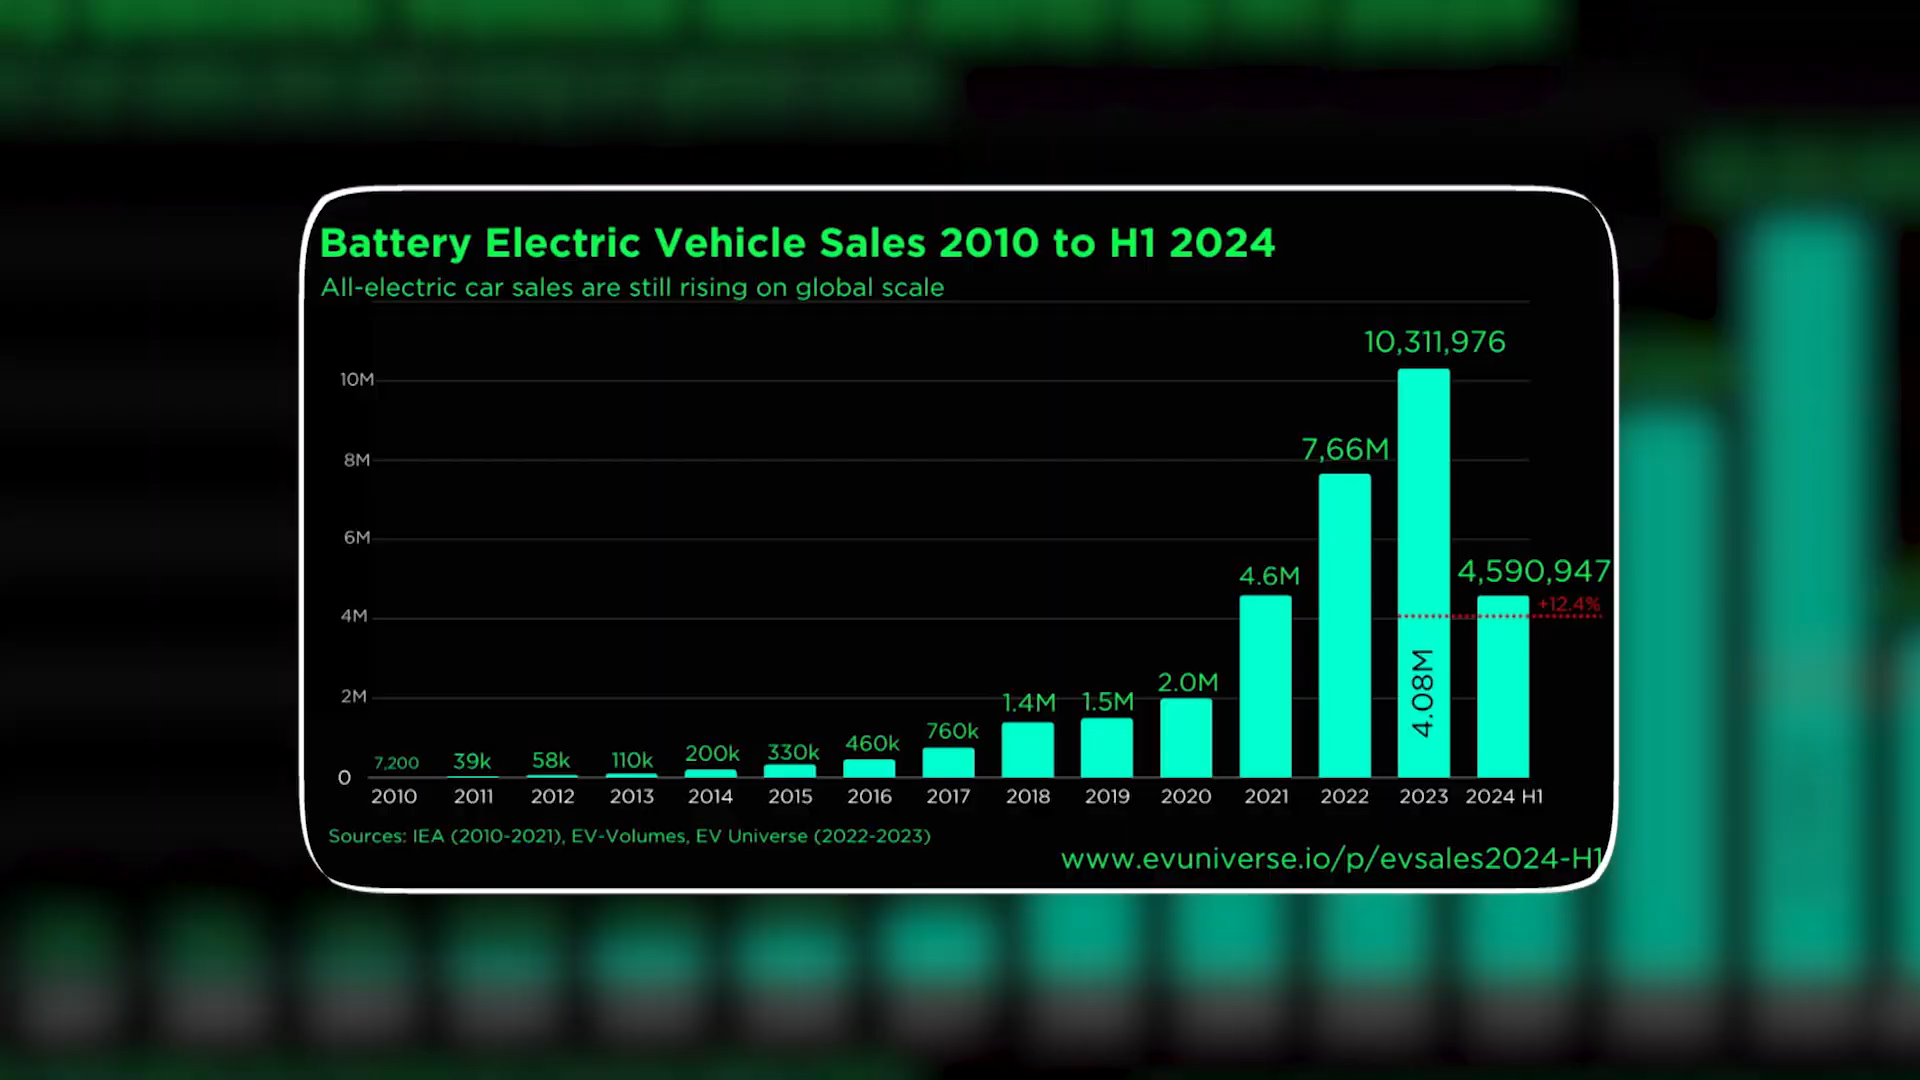 Battery Electric Vehicle Sales 2010 to H1 2024
All-electric car sales are still rising on global scale
10,311,976
10M
7,66M
8M
6M
4.6M
4,590,947
+12.4%
4M
4.08M
2M
2.0M
1.4M
1.5M
760k
460k
330k
200k
110k
58k
39k
7,200
0
2010 2011 2012 2013 2014 2015 2016 2017 2018 2019 2020 2021 2022 2023 2024 H1
Sources: IEA (2010-2021), EV-Volumes, EV Universe (2022-2023)
www.evuniverse.io/p/evsales2024-H1